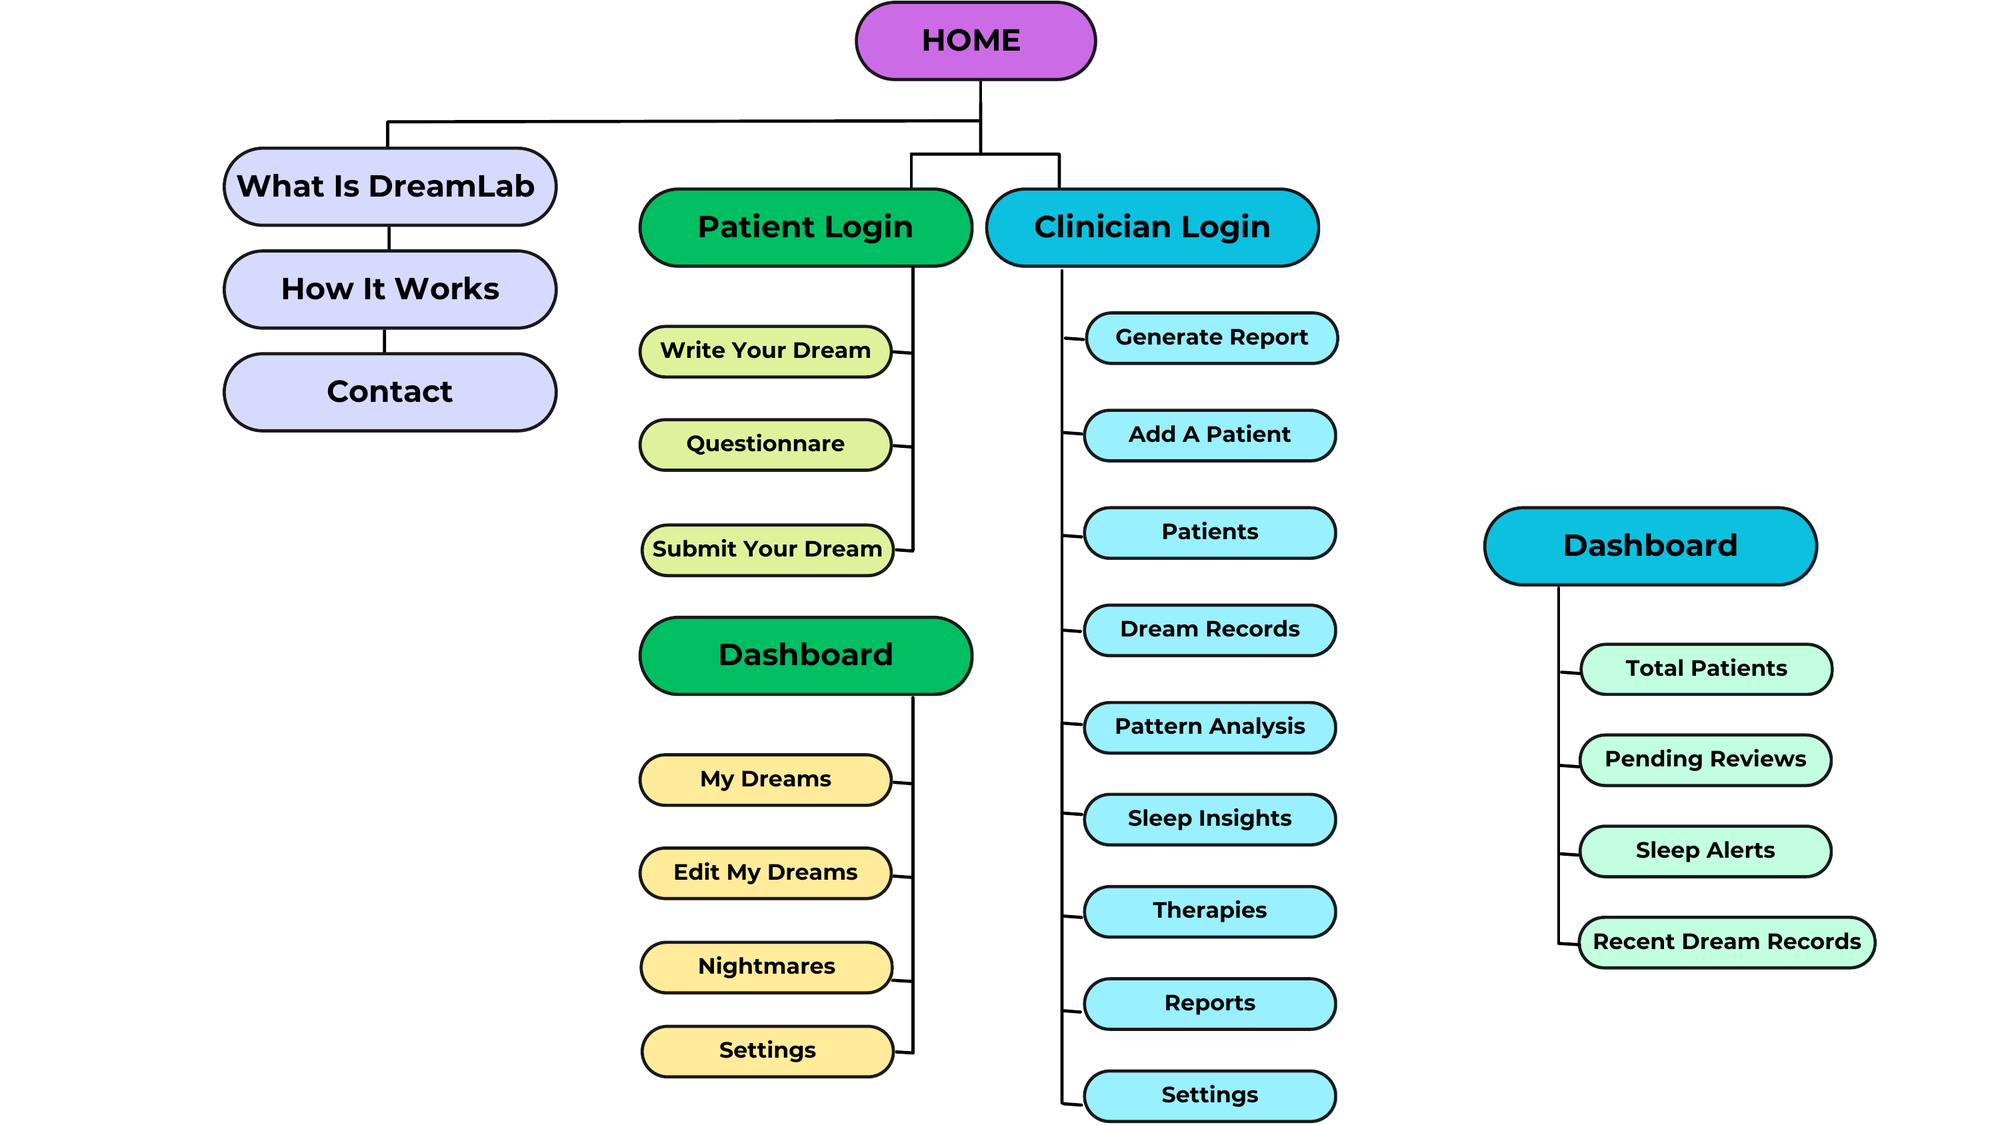 HOME
What Is DreamLab
How It Works
Contact
Patient Login
Write Your Dream
Questionnare
Submit Your Dream
Dashboard
My Dreams
Edit My Dreams
Nightmares
Settings
Clinician Login
Generate Report
Add A Patient
Patients
Dream Records
Pattern Analysis
Sleep Insights
Therapies
Reports
Settings
Dashboard
Total Patients
Pending Reviews
Sleep Alerts
Recent Dream Records